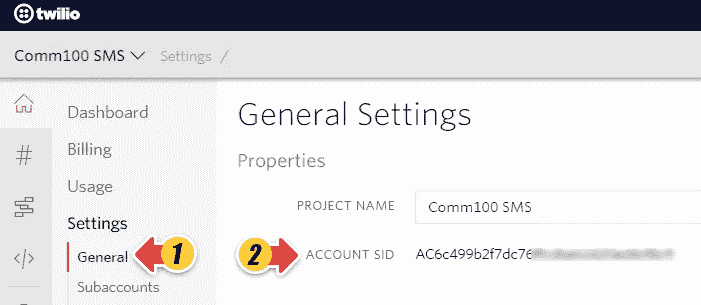 twilio
Comm100 SMS Settings /
Dashboard
General Settings
Billing
Properties
Usage
PROJECT NAME Comm100 SMS
Settings
General 1 2 ACCOUNT SID AC6c499b2f7dc76
Subaccounts